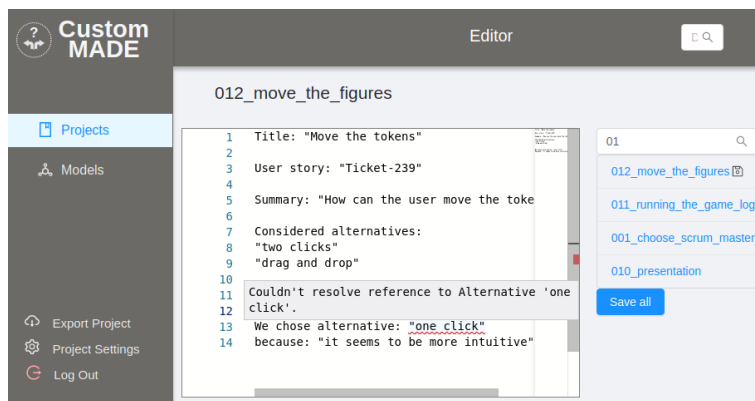 Custom
MADE
Editor
012_move_the_figures
Projects
Models
Export Project
Project Settings
Log Out
1 Title: "Move the tokens"
2
3 User story: "Ticket-239"
4
5 Summary: "How can the user move the toke
6
7 Considered alternatives:
8 "two clicks"
9 "drag and drop"
10
11
12
Couldn't resolve reference to Alternative 'one
click'.
13 We chose alternative: "one click"
14 because: "it seems to be more intuitive"
01
012_move_the_figures
011_running_the_game_log
001_choose_scrum_master
010_presentation
Save all